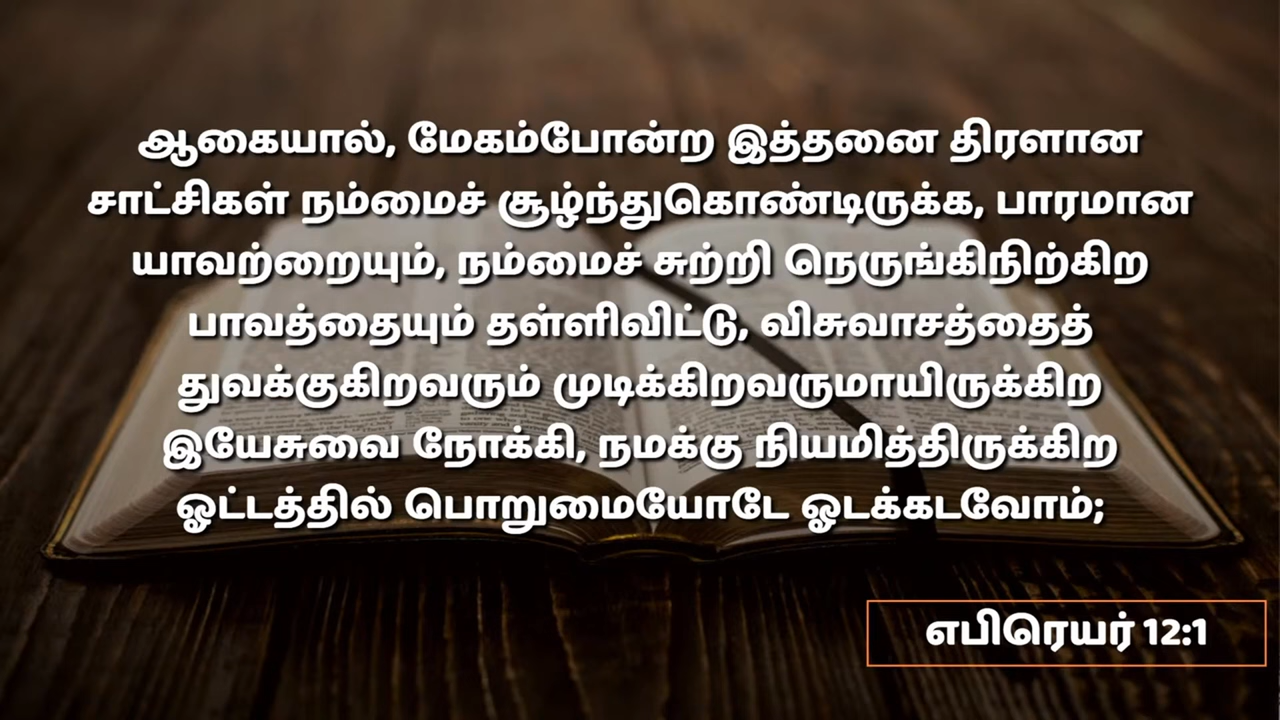 ஆகையால், மேகம்போன்ற இத்தனை திரளான
சாட்சிகள் நம்மைச் சூழ்ந்துகொண்டிருக்க, பாரமான
யாவற்றையும், நம்மைச் சுற்றி நெருங்கிநிற்கிற
பாவத்தையும் தள்ளிவிட்டு, விசுவாசத்தைத்
துவக்குகிறவரும் முடிக்கிறவருமாயிருக்கிற
இயேசுவை நோக்கி, நமக்கு நியமித்திருக்கிற
ஓட்டத்தில் பொறுமையோடே ஓடக்கடவோம்;
எபிரெயர் 12:1